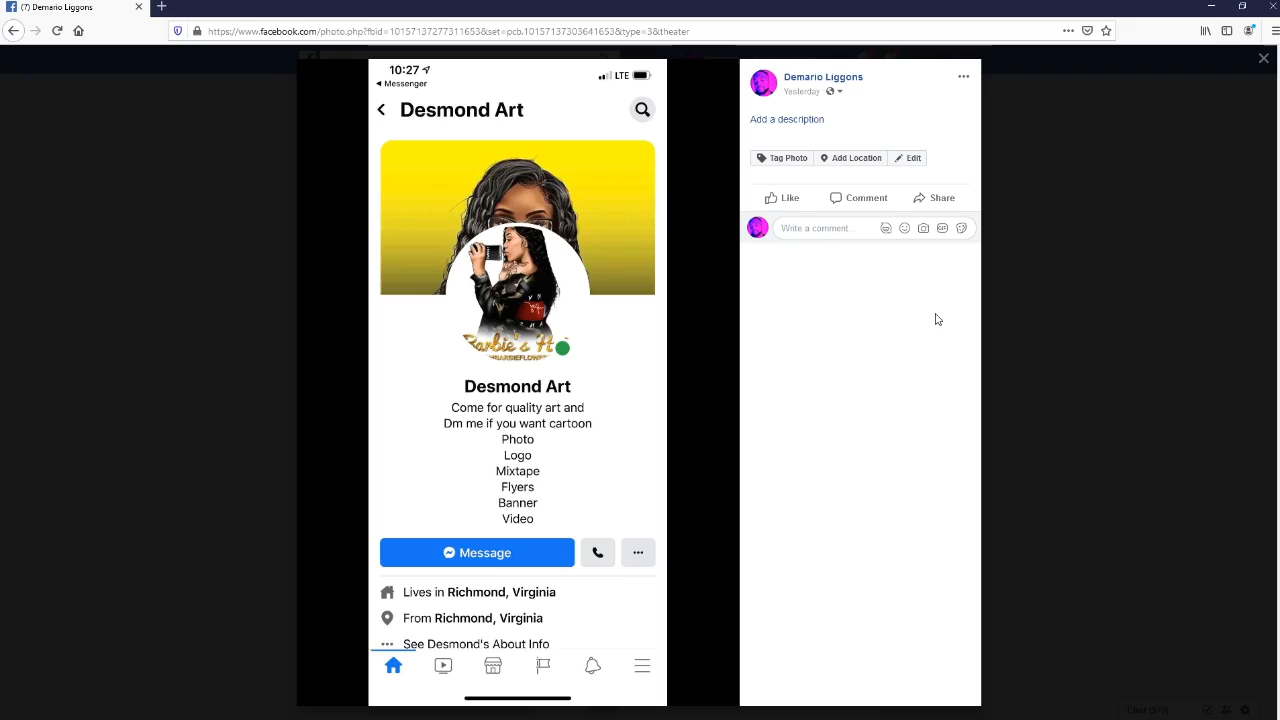 (7) Demario Liggons
https://www.facebook.com/photo.php?fbid=10157137277311653&set=pcb.10157137303641653&type=3&theater
10:27
LTE
Messenger
Desmond Art
Desmond Art
Come for quality art and
Dm me if you want cartoon
Photo
Logo
Mixtape
Flyers
Banner
Video
Message
Lives in Richmond, Virginia
From Richmond, Virginia
See Desmond's About Info
Demario Liggons
Yesterday
Add a description
Tag Photo
Add Location
Edit
Like
Comment
Share
Write a comment...
GIF
Chat